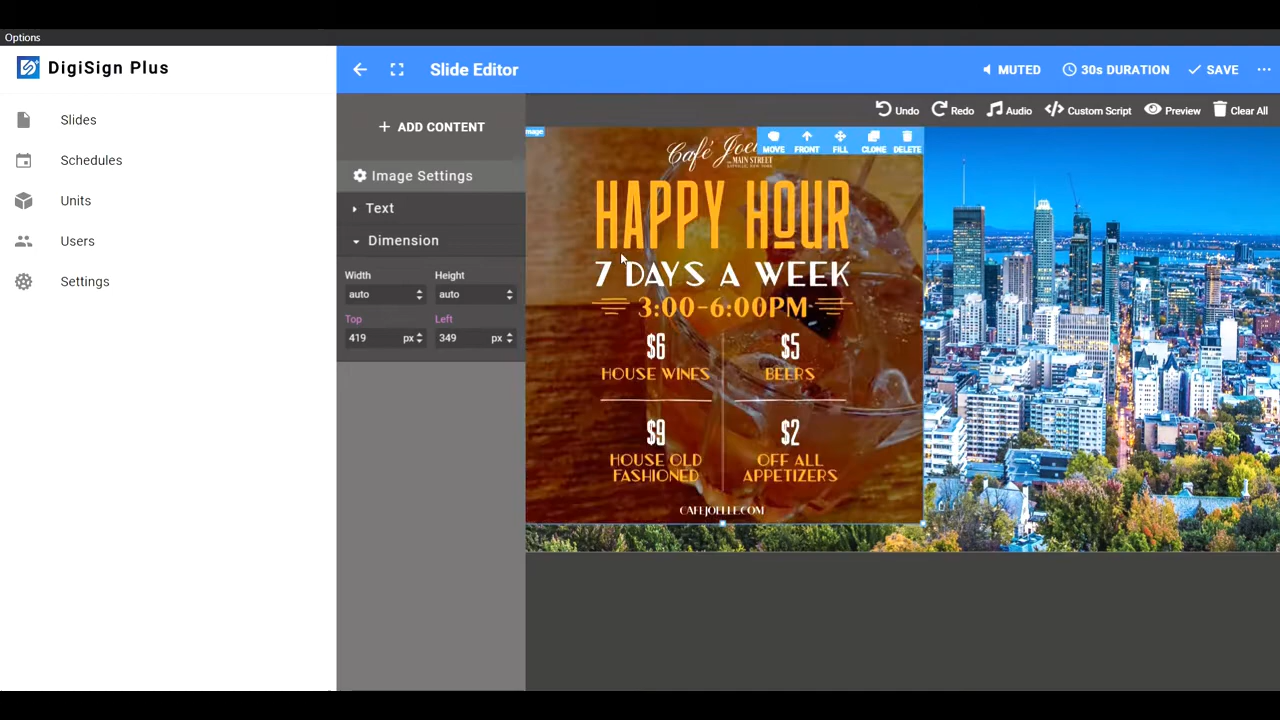 Options
DigiSign Plus
Slides
Schedules
Units
Users
Settings
Slide Editor
MUTED
30s DURATION
SAVE
Undo
Redo
Audio
Custom Script
Preview
Clear All
+ ADD CONTENT
Image Settings
Text
Dimension
Width
Height
auto
auto
Top
Left
419 px
349 px
MOVE
FRONT
FILL
CLONE
DELETE
Café
MAIN STREET
HAPPY HOUR
7 DAYS A WEEK
3:00-6:00PM
$6
HOUSE WINES
$5
BEERS
$9
HOUSE OLD
FASHIONED
$2
OFF ALL
APPETIZERS
CAFEJOELLE.COM